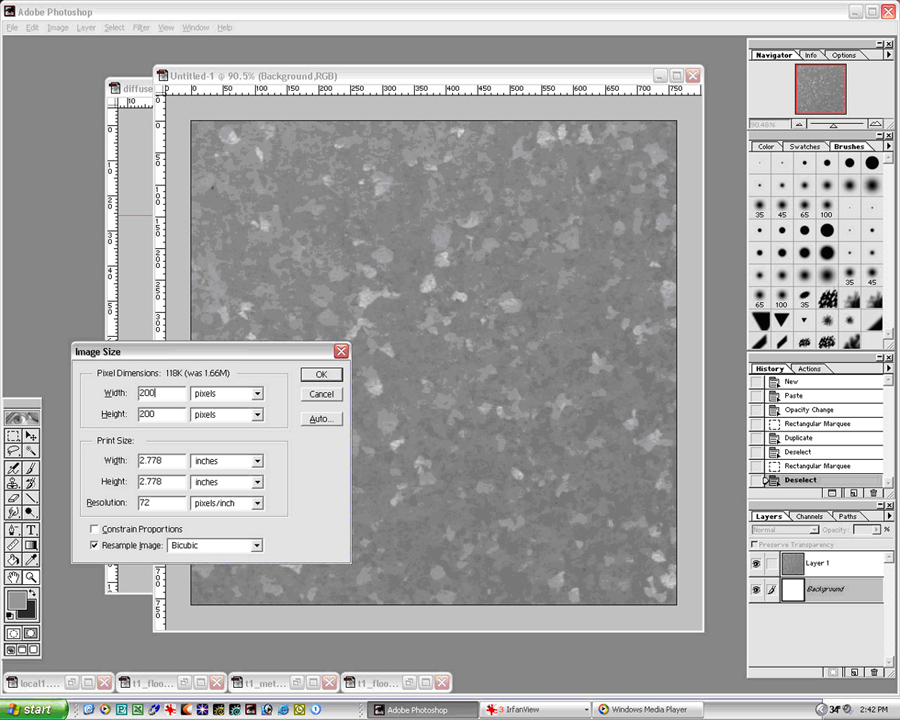 Adobe Photoshop
File Edit Image Layer Select Filter View Window Help
Untitled-1 @ 90.5% (Background,RGB)
diffuse
0 50 100 150 200 250 300 350 400 450 500 550 600 650 700 750
Navigator Info Options
90.48%
Color Swatches Brushes
35 45 65 100
35 45
65 100 35
Image Size
Pixel Dimensions: 118K (was 1.66M)
Width: 200 pixels
Height: 200 pixels
Print Size:
Width: 2.778 inches
Height: 2.778 inches
Resolution: 72 pixels/inch
Constrain Proportions
Resample Image: Bicubic
OK
Cancel
Auto...
History Actions
New
Paste
Opacity Change
Rectangular Marquee
Duplicate
Deselect
Rectangular Marquee
Deselect
Layers Channels Paths
Normal Opacity: %
Preserve Transparency
Layer 1
Background
local1.... t1_floo... t1_met... t1_floo...
start
Adobe Photoshop
3 IrfanView
Windows Media Player
34°
2:42 PM